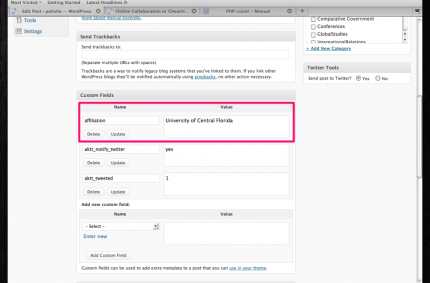 Most Visited Getting Started Latest Headlines
Edit Post ‹ polisife — WordPress
Online Collaboration or Cheatin...
PHP: count - Manual
Tools
Settings
more about manual excerpts.
Comparative Government
Conferences
GlobalStudies
InternationalRelations
+ Add New Category
Send Trackbacks
Send trackbacks to:
(Separate multiple URLs with spaces)
Trackbacks are a way to notify legacy blog systems that you've linked to them. If you link other
WordPress blogs they'll be notified automatically using pingbacks, no other action necessary.
Twitter Tools
Send post to Twitter? Yes No
Custom Fields
Name Value
affiliation University of Central Florida
Delete Update
aktt_notify_twitter yes
Delete Update
aktt_tweeted 1
Delete Update
Add new custom field:
Name Value
– Select –
Enter new
Add Custom Field
Custom fields can be used to add extra metadata to a post that you can use in your theme.